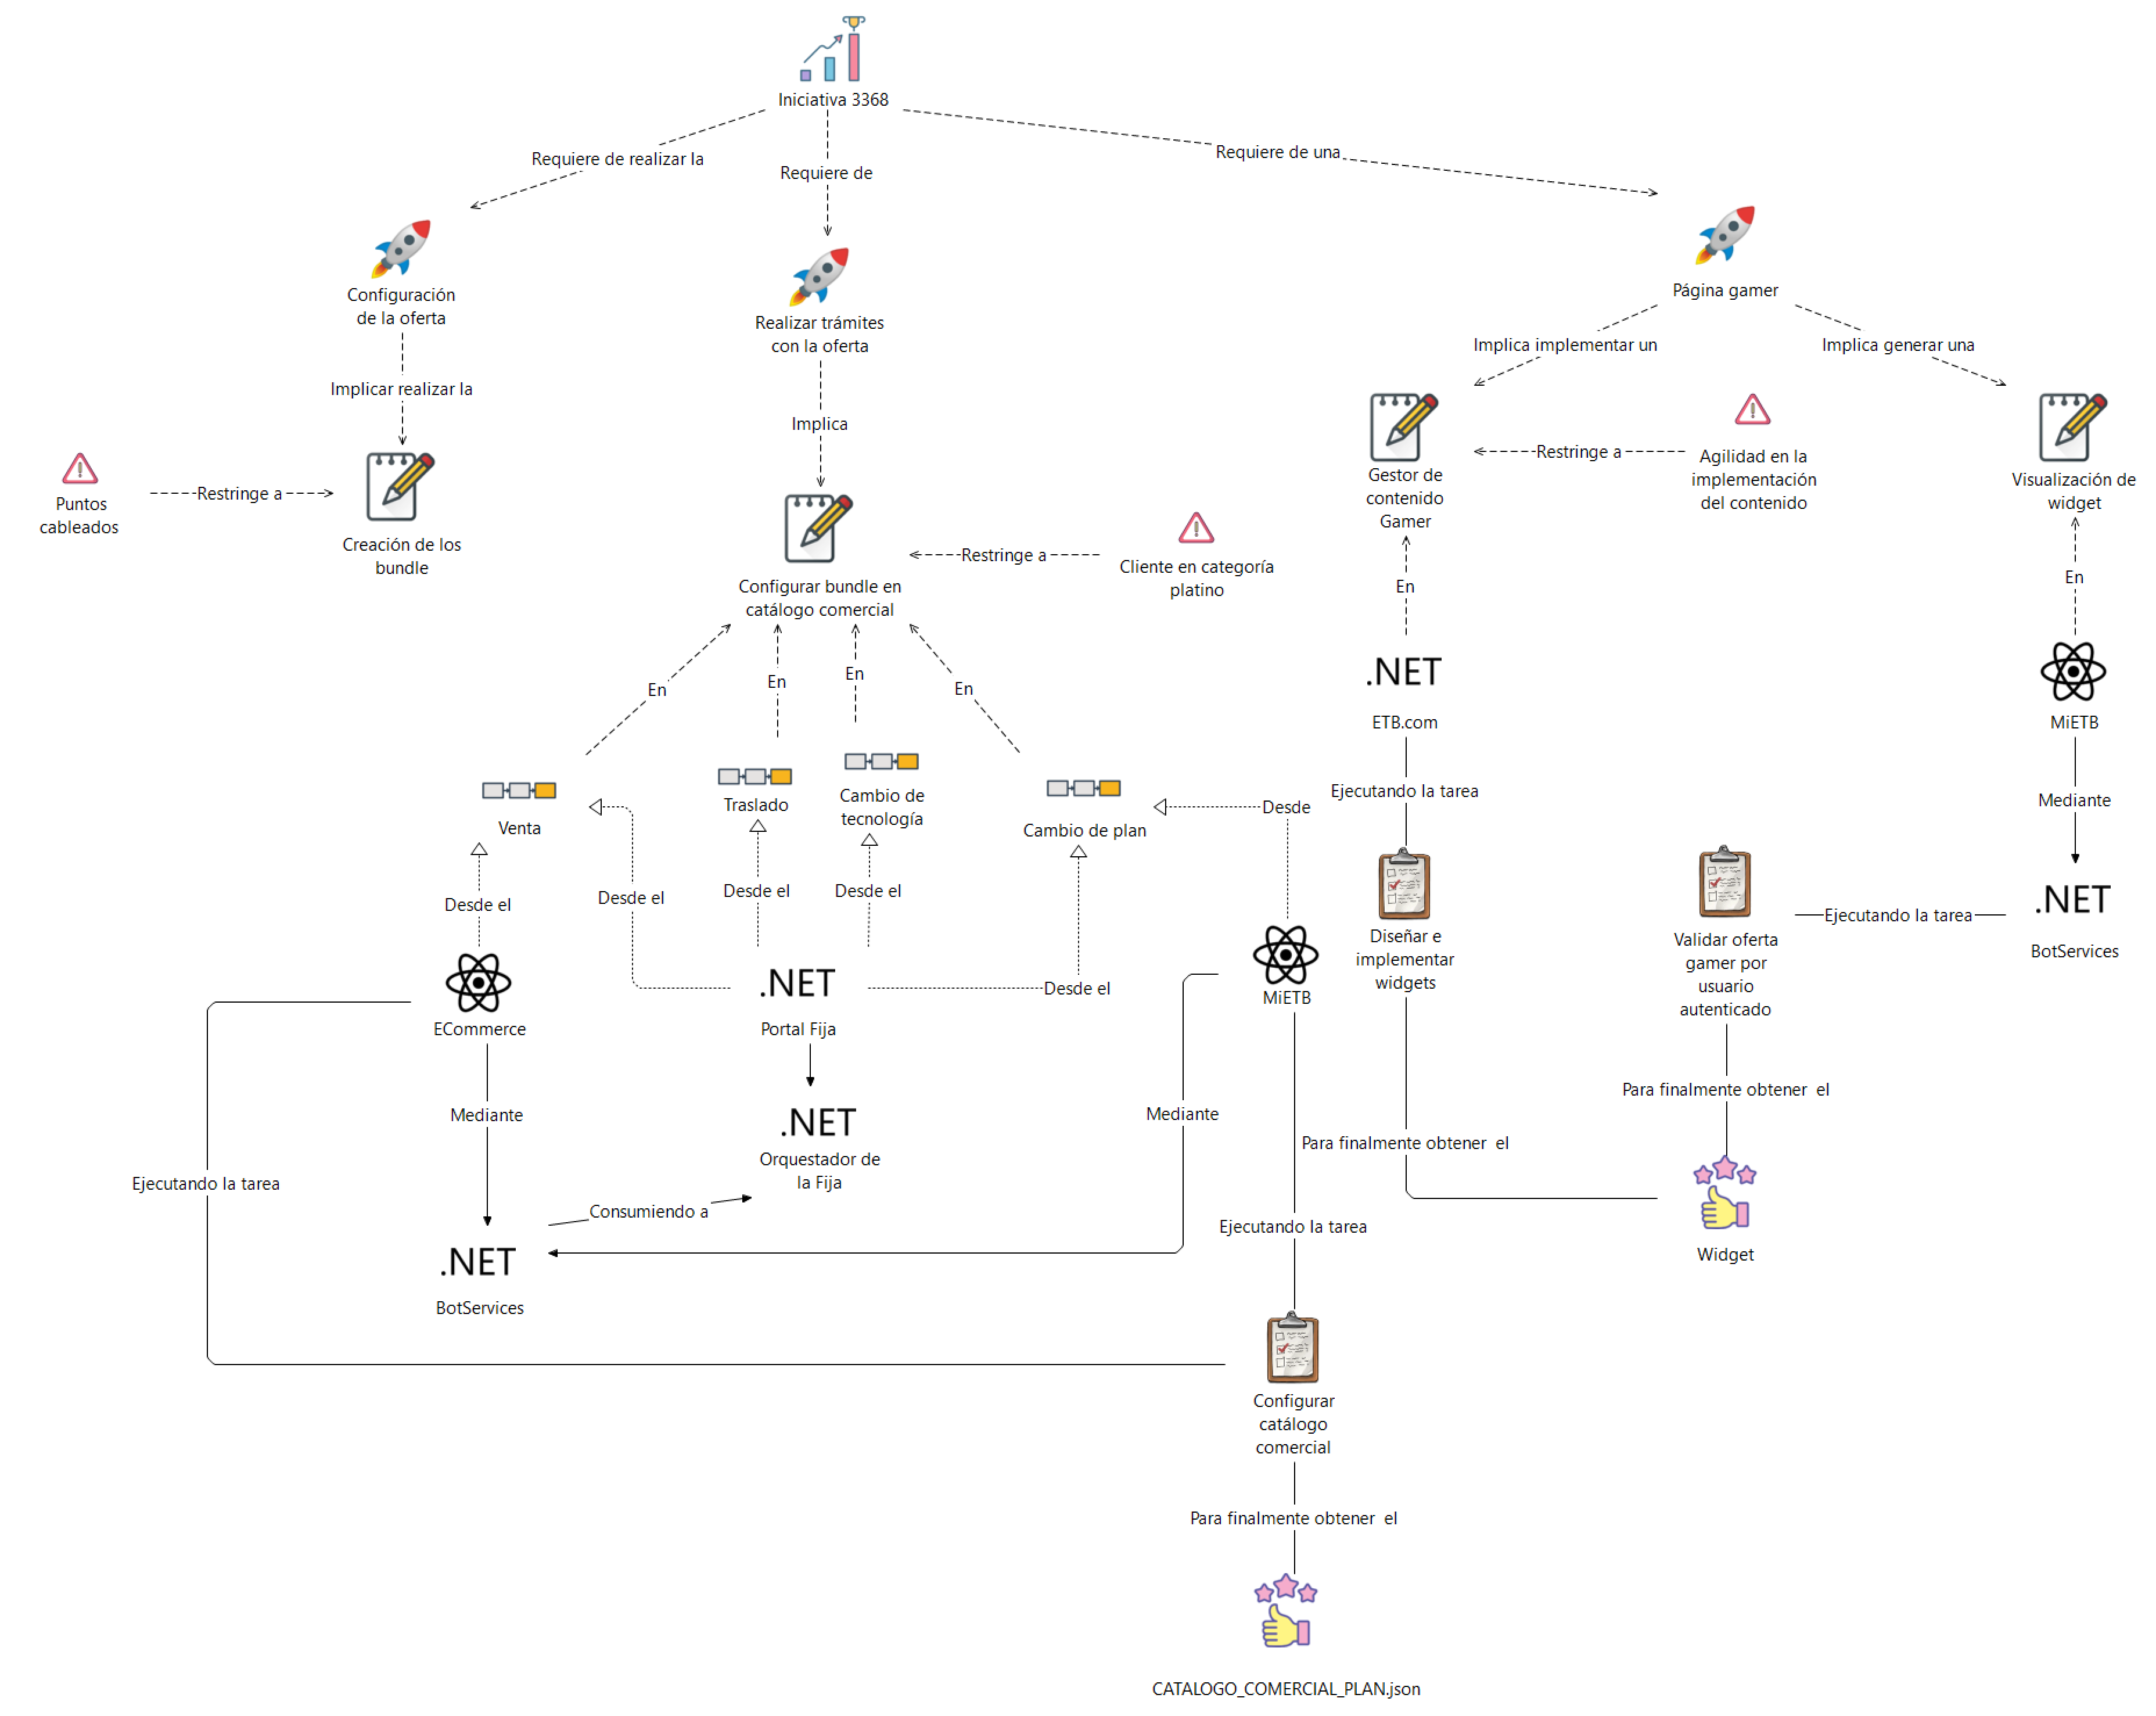 Iniciativa 3368
Requiere de realizar la
Requiere de
Requiere de una
Configuración
de la oferta
Realizar trámites
con la oferta
Página gamer
Implicar realizar la
Implica
Implica implementar un
Implica generar una
Puntos
cableados
Restringe a
Creación de los
bundle
Configurar bundle en
catálogo comercial
Restringe a
Cliente en categoría
platino
Gestor de
contenido
Gamer
Restringe a
Agilidad en la
implementación
del contenido
Visualización de
widget
En
En
En
En
En
En
.NET
ETB.com
MiETB
Venta
Traslado
Cambio de
tecnología
Cambio de plan
Desde
Ejecutando la tarea
Mediante
Desde el
Desde el
Desde el
Desde el
Desde el
ECommerce
.NET
Portal Fija
MiETB
Diseñar e
implementar
widgets
Validar oferta
gamer por
usuario
autenticado
Ejecutando la tarea
.NET
BotServices
Mediante
.NET
Orquestador de
la Fija
Mediante
Para finalmente obtener  el
Para finalmente obtener  el
Ejecutando la tarea
Consumiendo a
Ejecutando la tarea
Widget
.NET
BotServices
Configurar
catálogo
comercial
Para finalmente obtener  el
CATALOGO_COMERCIAL_PLAN.json